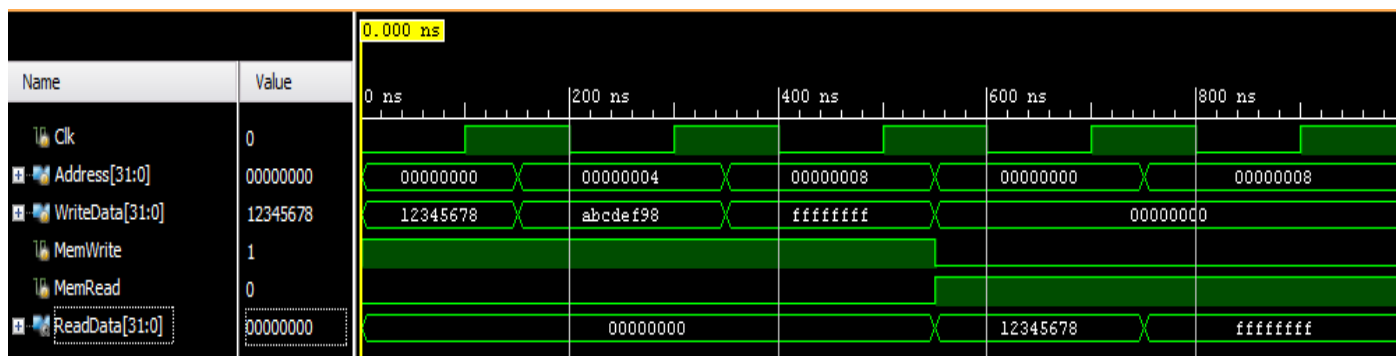 0.000 ns
Name Value
0 ns 200 ns 400 ns 600 ns 800 ns
Clk 0
Address[31:0] 00000000 00000000 00000004 00000008 00000000 00000008
WriteData[31:0] 12345678 12345678 abcdef98 ffffffff 00000000
MemWrite 1
MemRead 0
ReadData[31:0] 00000000 00000000 12345678 ffffffff